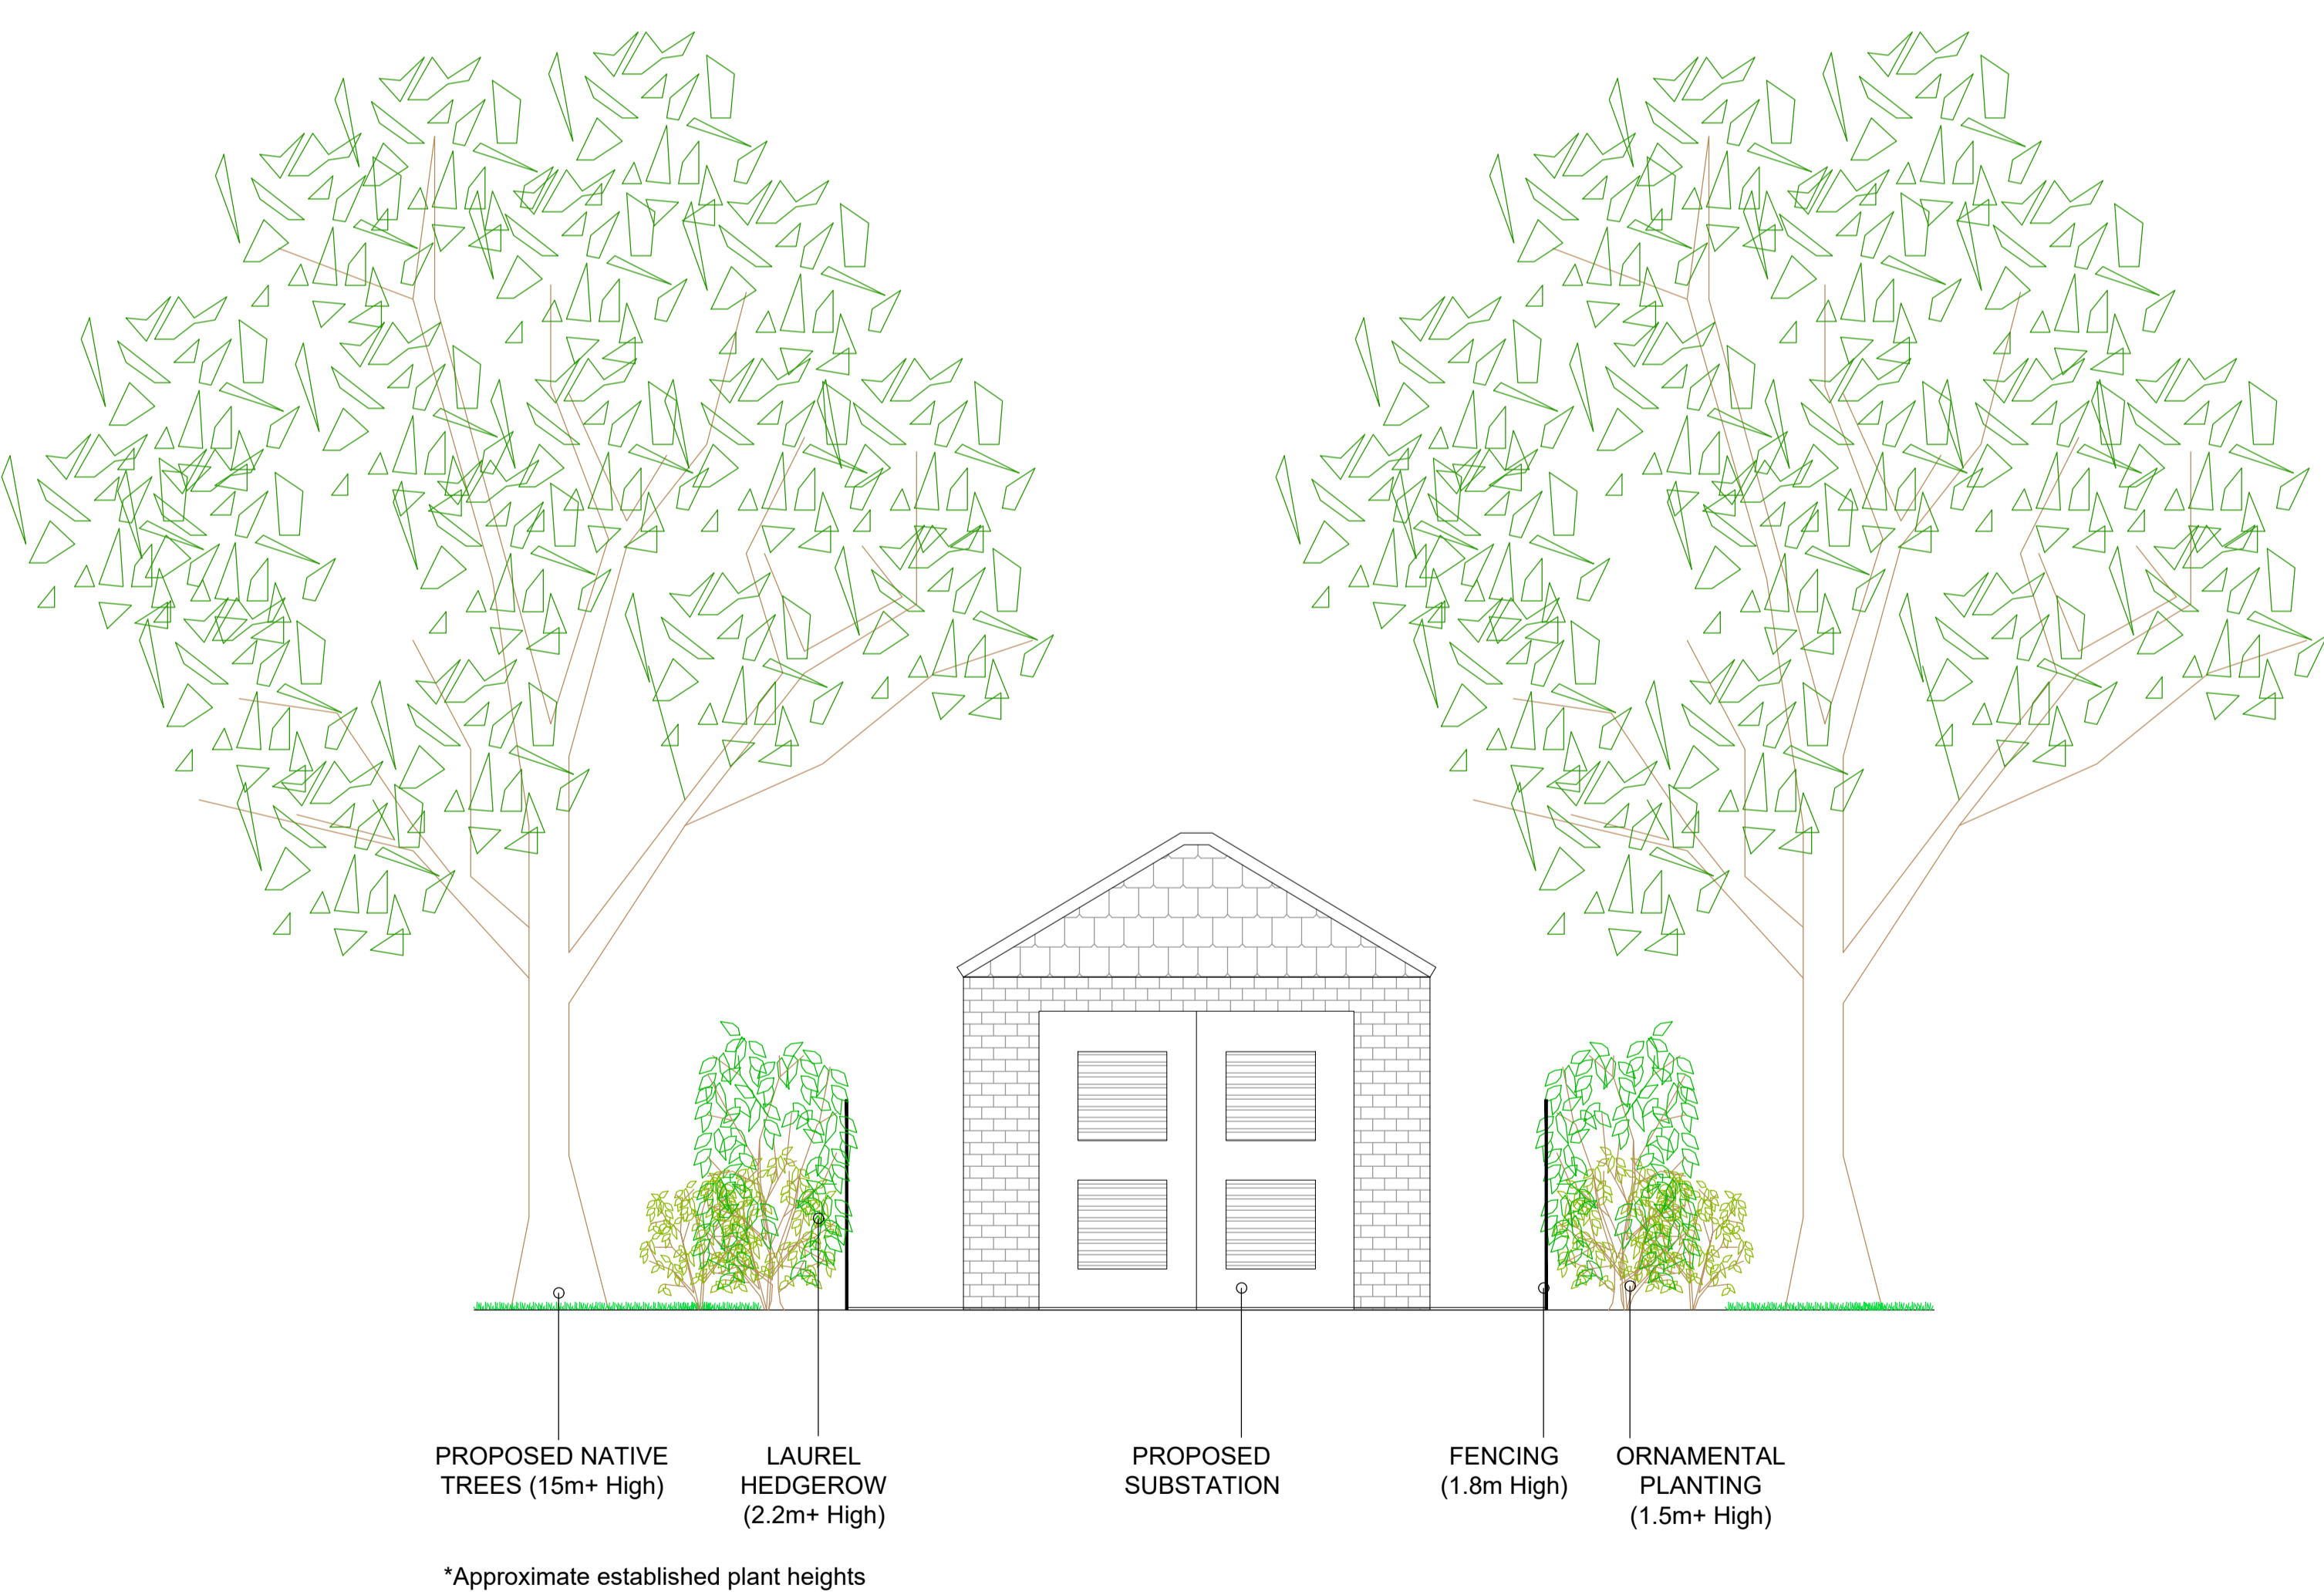 PROPOSED NATIVE
TREES (15m+ High)
LAUREL
HEDGEROW
(2.2m+ High)
PROPOSED
SUBSTATION
FENCING
(1.8m High)
ORNAMENTAL
PLANTING
(1.5m+ High)
*Approximate established plant heights